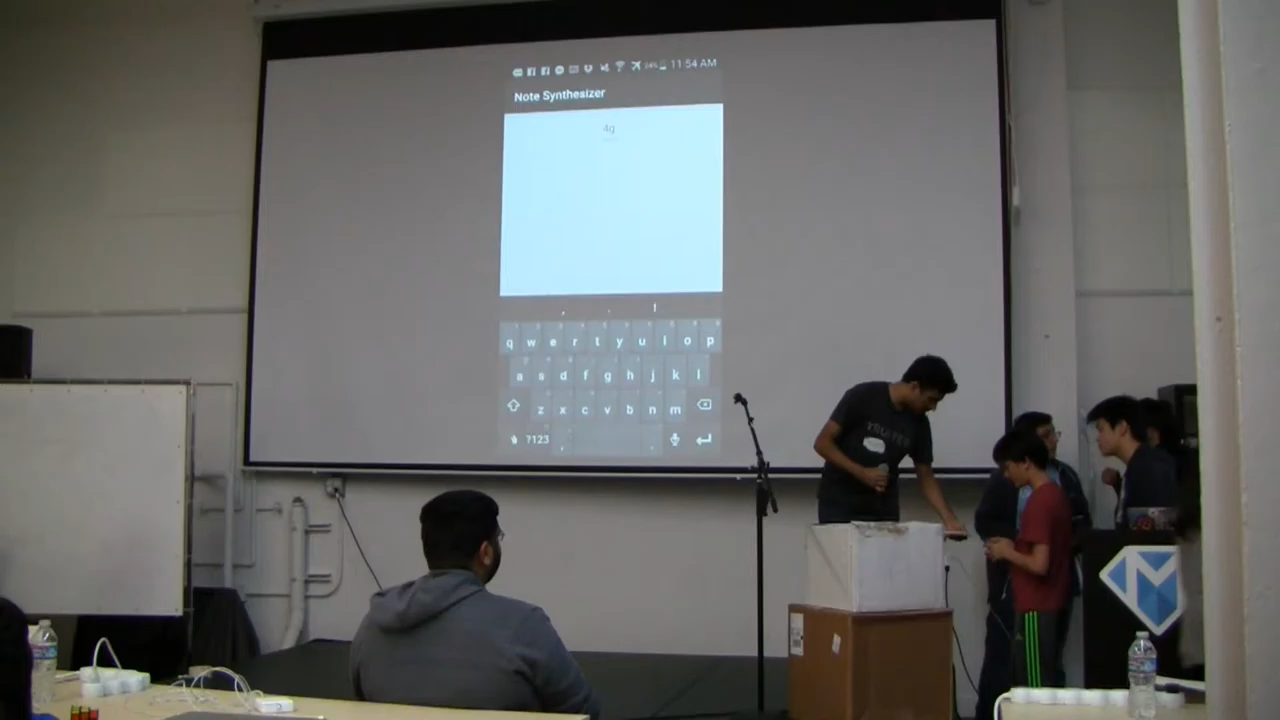 11:54 AM
Note Synthesizer
4g
q w e r t y u i o p
a s d f g h j k l
z x c v b n m
?123
M